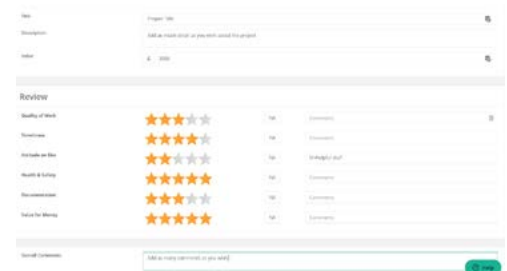 Title
Project Title
Description
Add as much detail as you wish about the project
Value
£ 3000
Review
Quality of Work
Comments
Timeliness
Comments
Attitude on Site
Health & Safety
Comments
Documentation
Comments
Value for Money
Comments
Overall Comments
Add as many comments as you wish
Help